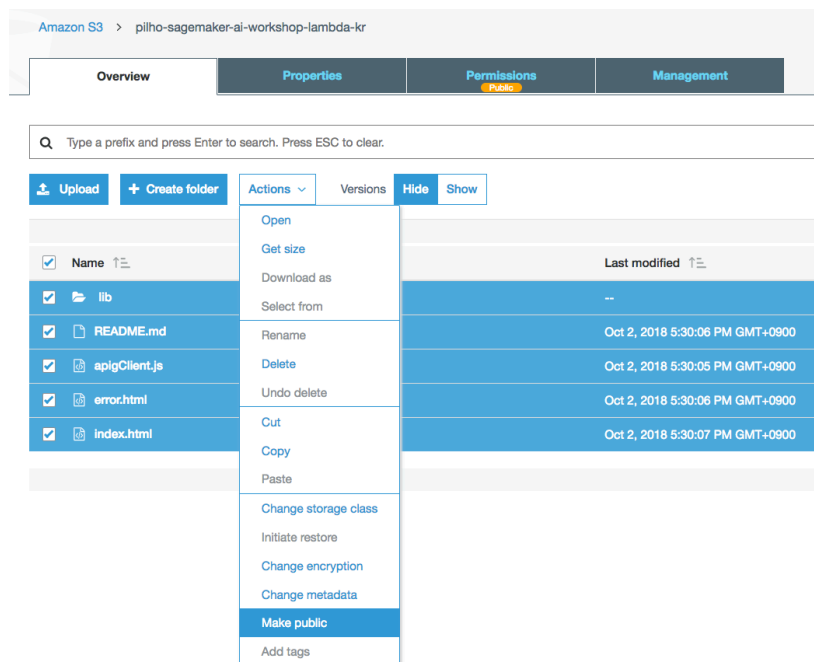 Amazon S3 > pilho-sagemaker-ai-workshop-lambda-kr
Overview Properties Permissions Management
Public
Type a prefix and press Enter to search. Press ESC to clear.
Upload + Create folder Actions Versions Hide Show
Open
Get size
Name Last modified
Download as
lib --
Select from
README.md Oct 2, 2018 5:30:06 PM GMT+0900
Rename
apigClient.js Delete Oct 2, 2018 5:30:05 PM GMT+0900
Undo delete
error.html Oct 2, 2018 5:30:06 PM GMT+0900
Cut
index.html Oct 2, 2018 5:30:07 PM GMT+0900
Copy
Paste
Change storage class
Initiate restore
Change encryption
Change metadata
Make public
Add tags